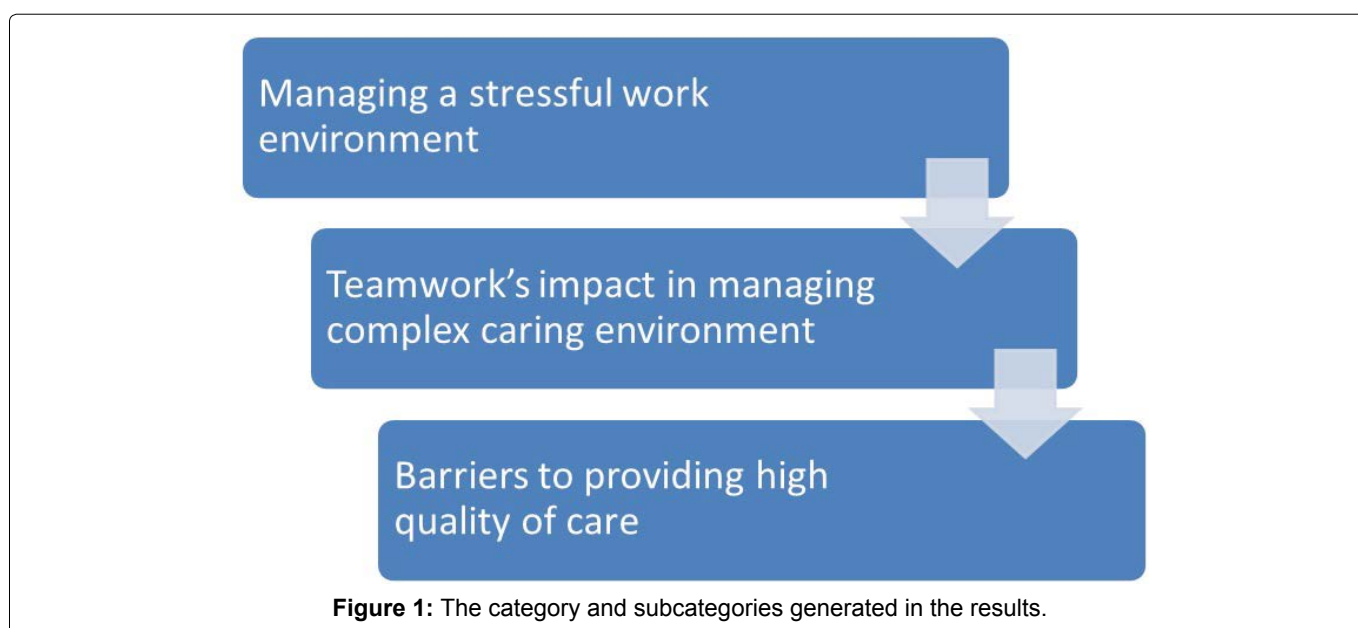 Managing a stressful work
environment
Teamwork’s impact in managing
complex caring environment
Barriers to providing high
quality of care
Figure 1: The category and subcategories generated in the results.